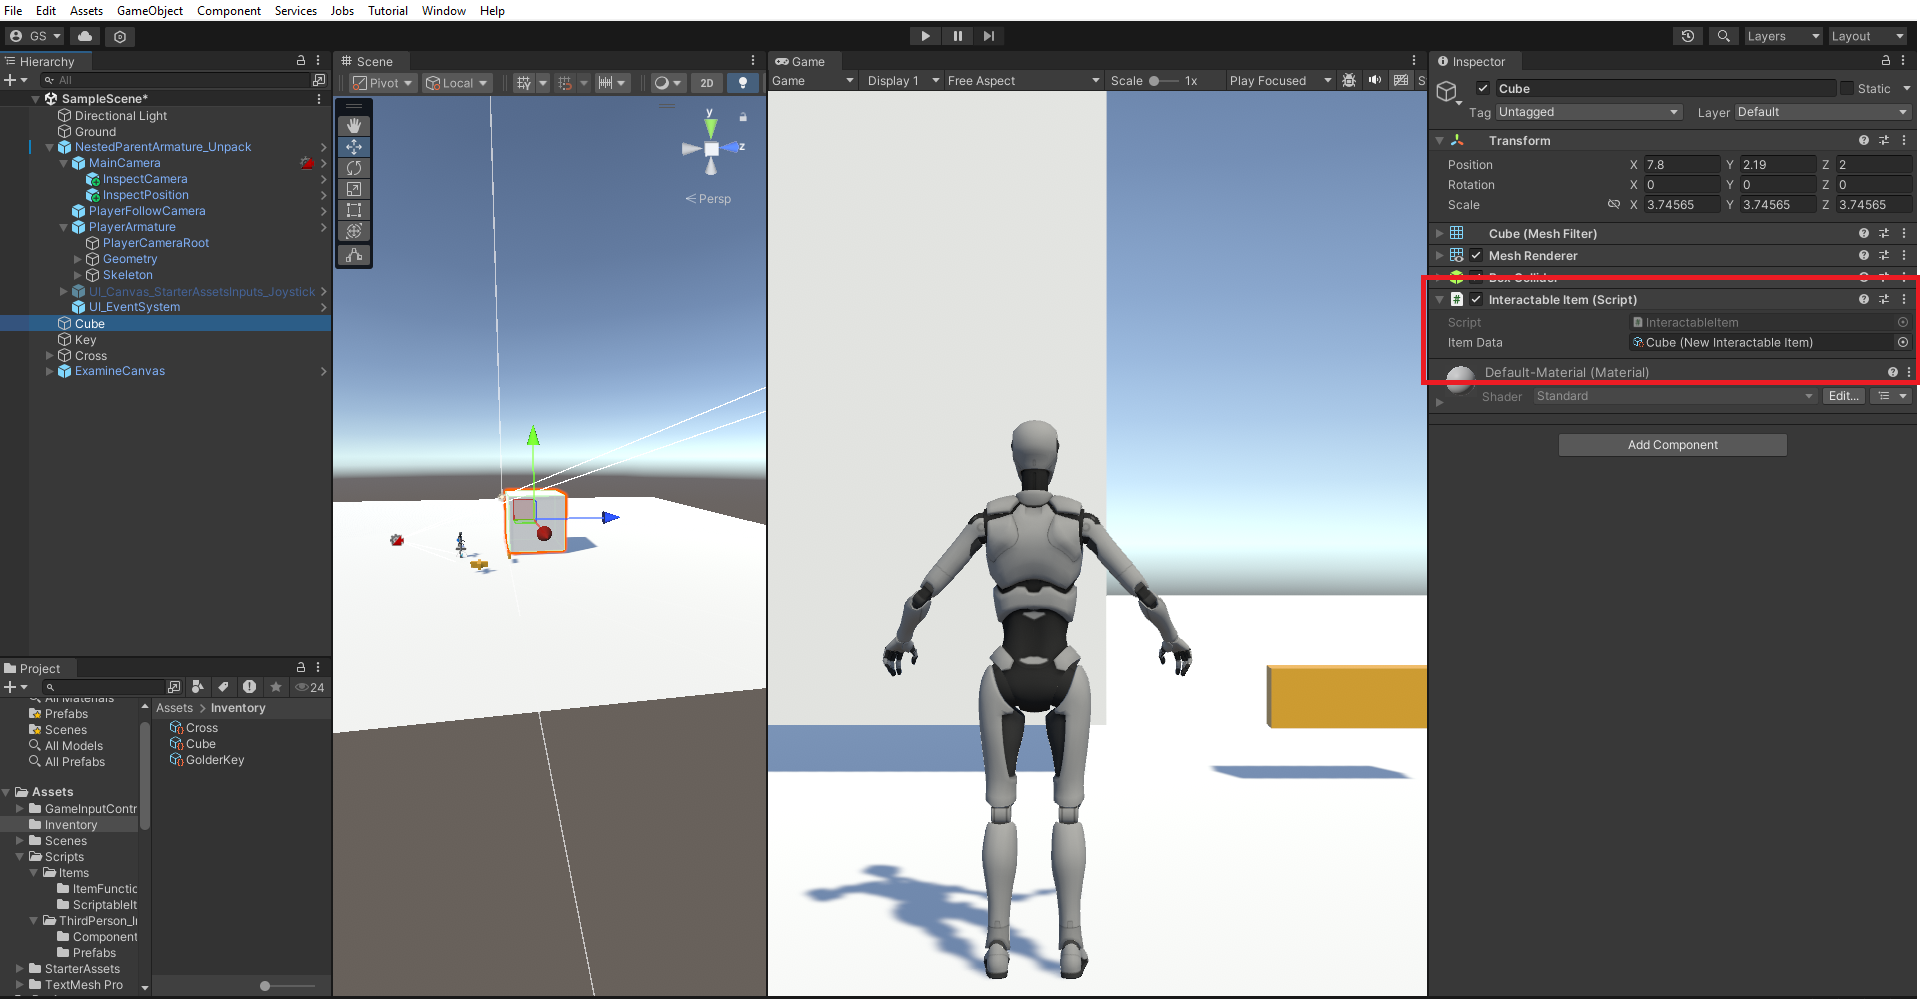 File Edit Assets GameObject Component Services Jobs Tutorial Window Help
GS
Layers
Layout
Hierarchy
All
SampleScene*
Directional Light
Ground
NestedParentArmature_Unpack
MainCamera
InspectCamera
InspectPosition
PlayerFollowCamera
PlayerArmature
PlayerCameraRoot
Geometry
Skeleton
UI_Canvas_StarterAssetsInputs_Joystick
UI_EventSystem
Cube
Key
Cross
ExamineCanvas
Scene
Pivot
Local
2D
y
z
Persp
Game
Game Display 1 Free Aspect Scale 1x Play Focused S
Inspector
Cube Static
Tag Untagged Layer Default
Transform
Position X 7.8 Y 2.19 Z 2
Rotation X 0 Y 0 Z 0
Scale X 3.74565 Y 3.74565 Z 3.74565
Cube (Mesh Filter)
Mesh Renderer
Box Collider
# Interactable Item (Script)
Script InteractableItem
Item Data Cube (New Interactable Item)
Default-Material (Material)
Shader Standard Edit...
Add Component
Project
24
All Materials
Prefabs
Scenes
All Models
All Prefabs
Assets
GameInputContr
Inventory
Scenes
Scripts
Items
ItemFunctio
ScriptableIt
ThirdPerson_I
Component
Prefabs
StarterAssets
TextMesh Pro
Assets > Inventory
Cross
Cube
GolderKey